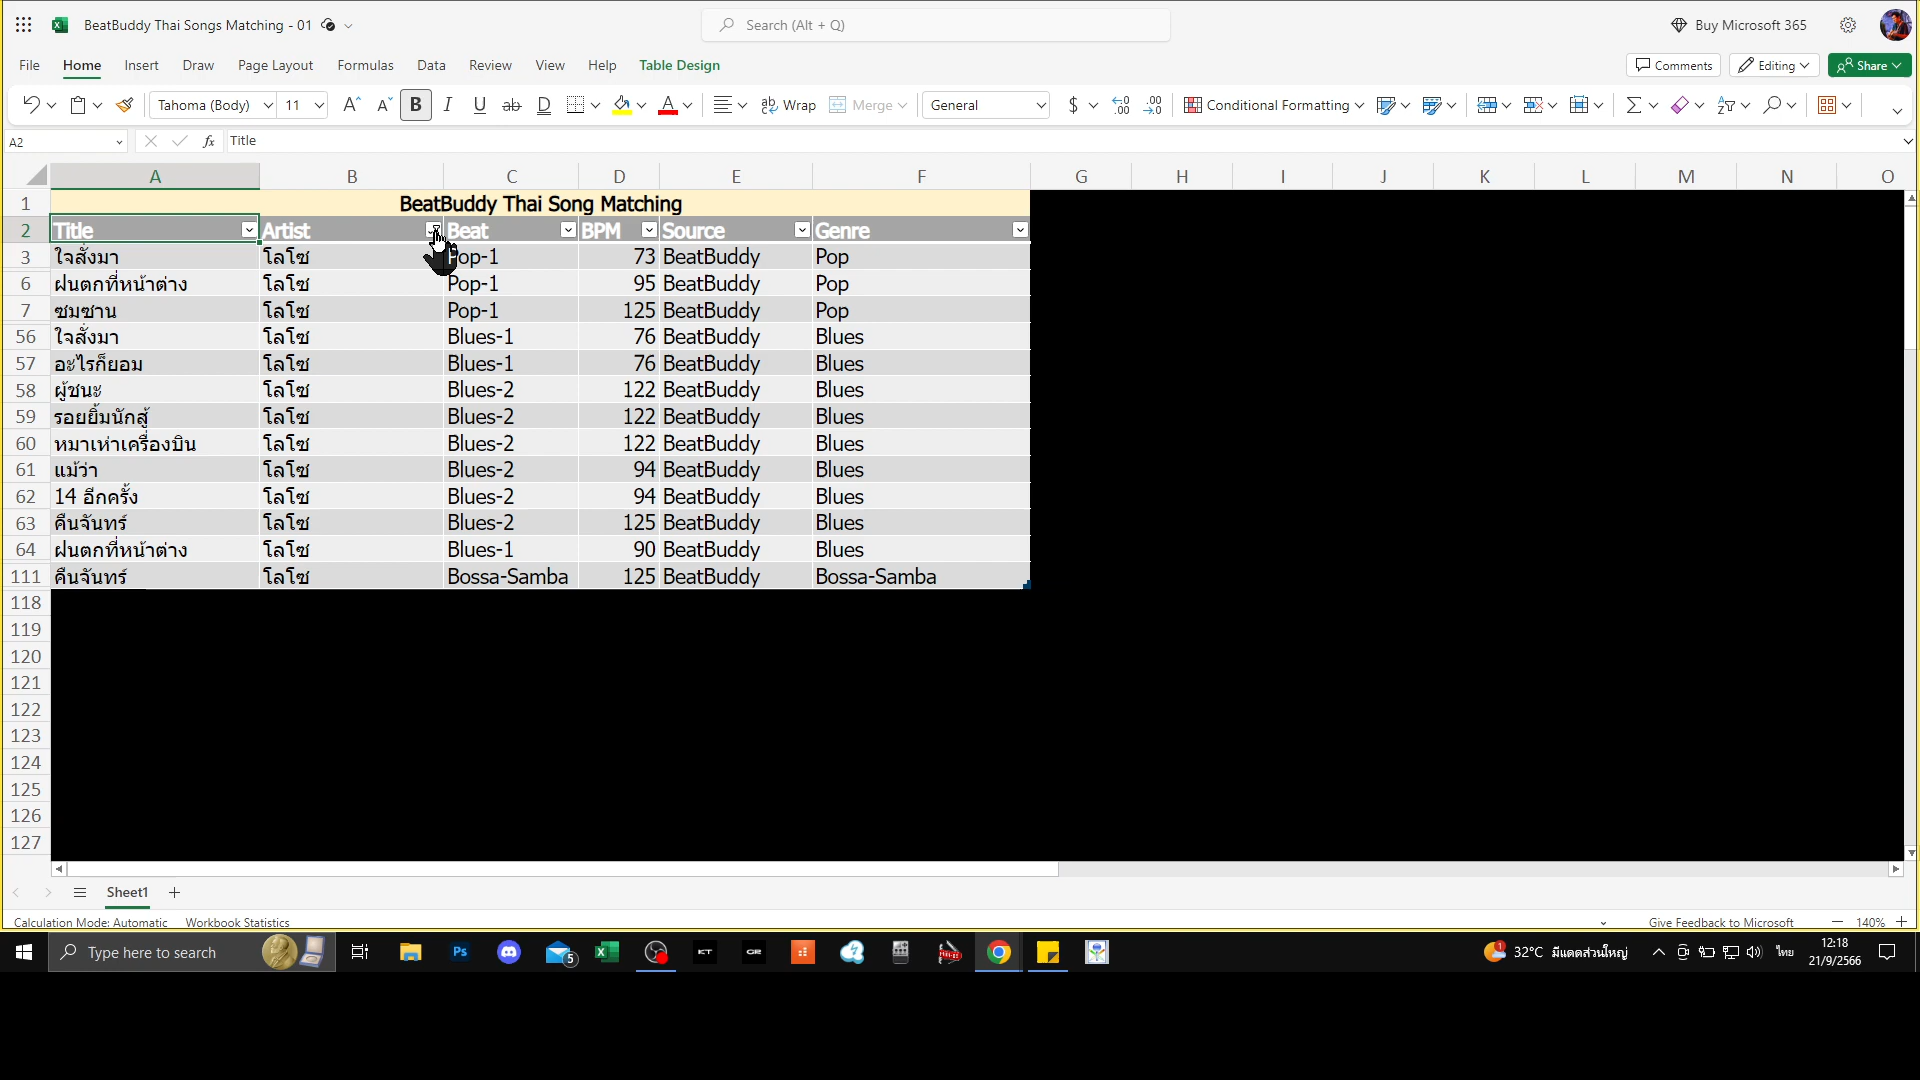 BeatBuddy Thai Songs Matching - 01
Search (Alt + Q)
Buy Microsoft 365
File Home Insert Draw Page Layout Formulas Data Review View Help Table Design
Comments Editing Share
Tahoma (Body) 11 A A B I U ab D A Wrap Merge General $ .00 Conditional Formatting
A2 fx Title
A B C D E F G H I J K L M N O
1 BeatBuddy Thai Song Matching
2 Title Artist Beat BPM Source Genre
3 ใจสั่งมา โลโซ Pop-1 73 BeatBuddy Pop
6 ฝนตกที่หน้าต่าง โลโซ Pop-1 95 BeatBuddy Pop
7 ซมซาน โลโซ Pop-1 125 BeatBuddy Pop
56 ใจสั่งมา โลโซ Blues-1 76 BeatBuddy Blues
57 อะไรก็ยอม โลโซ Blues-1 76 BeatBuddy Blues
58 ผู้ชนะ โลโซ Blues-2 122 BeatBuddy Blues
59 รอยยิ้มนักสู้ โลโซ Blues-2 122 BeatBuddy Blues
60 หมาเห่าเครื่องบิน โลโซ Blues-2 122 BeatBuddy Blues
61 แม้ว่า โลโซ Blues-2 94 BeatBuddy Blues
62 14 อีกครั้ง โลโซ Blues-2 94 BeatBuddy Blues
63 คืนจันทร์ โลโซ Blues-2 125 BeatBuddy Blues
64 ฝนตกที่หน้าต่าง โลโซ Blues-1 90 BeatBuddy Blues
111 คืนจันทร์ โลโซ Bossa-Samba 125 BeatBuddy Bossa-Samba
118
119
120
121
122
123
124
125
126
127
Sheet1
Calculation Mode: Automatic Workbook Statistics Give Feedback to Microsoft 140%
Type here to search Ps 5 KT GR 1 32°C มีแดดส่วนใหญ่ ไทย 12:18
21/9/2566